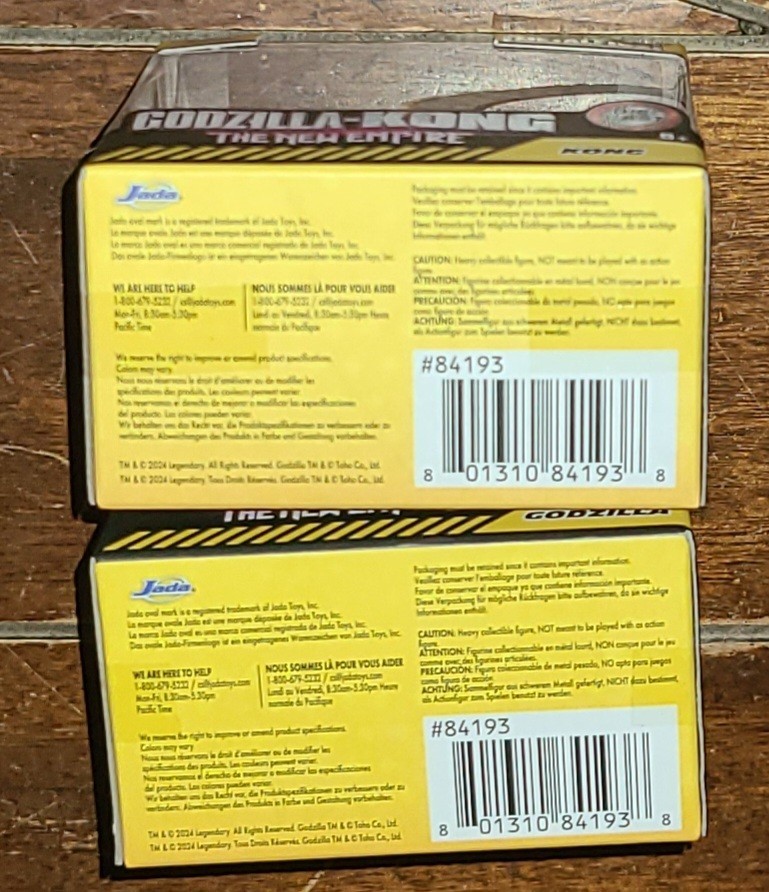 GODZILLA-KONG
THE NEW EMPIRE
KONG
Jada
Jada oval mark is a registered trademark of Jada Toys, Inc.
La marque ovale Jada est une marque déposée de Jada Toys, Inc.
La marca Jada oval es una marca comercial registrada de Jada Toys, Inc.
Das ovale Jada-Firmenlogo ist ein eingetragenes Warenzeichen von Jada Toys, Inc.
WE ARE HERE TO HELP
1-800-679-5232 / call@jadatoys.com
Mon-Fri, 8:30am-5:30pm
Pacific Time
NOUS SOMMES LÀ POUR VOUS AIDER
1-800-679-5232 / call@jadatoys.com
Lund au Vendred, 8:30am-5:30pm Heure
normale du Pacifique
We reserve the right to improve or amend product specifications.
Colors may vary.
Nous nous réservons le droit d'améliorer ou de modifier les
spécifications des produits. Les couleurs peuvent varier.
Nos reservamos el derecho de mejorar o modificar las especificaciones
del producto. Los colores pueden variar.
Wir behalten uns das Recht vor, die Produktspezifikationen zu verbessern oder zu
verändern. Abweichungen des Produkts in Farbe und Gestaltung vorbehalten.
TM & © 2024 Legendary. All Rights Reserved. Godzilla TM & © Toho Co., Ltd.
TM & © 2024 Legendary. Tous Droits Réservés. Godzilla TM & © Toho Co., Ltd.
Packaging must be retained since it contains important information.
Veuillez conserver l'emballage pour toute future référence.
Favor de conservar el empaque ya que contiene información importante.
Diese Verpackung für mögliche Rückfragen bitte aufbewahren, da sie wichtige
Informationen enthält.
CAUTION: Heavy collectible figure, NOT meant to be played with as action
figure.
ATTENTION: Figurine collectionnable en métal lourd, NON conçue pour le jeu
comme avec des figurines articulées.
PRECAUCIÓN: Figura coleccionable de metal pesado, NO apta para juegos
como figura de acción.
ACHTUNG: Sammelfigur aus schwerem Metall gefertigt, NICHT dazu bestimmt,
als Actionfigur zum Spielen benutzt zu werden.
#84193
8 01310 84193 8
THE NEW EMP
GODZILLA
Jada
Jada oval mark is a registered trademark of Jada Toys, Inc.
La marque ovale Jada est une marque déposée de Jada Toys, Inc.
La marca Jada oval es una marca comercial registrada de Jada Toys, Inc.
Das ovale Jada-Firmenlogo ist ein eingetragenes Warenzeichen von Jada Toys, Inc.
WE ARE HERE TO HELP
1-800-679-5232 / call@jadatoys.com
Mon-Fri, 8:30am-5:30pm
Pacific Time
NOUS SOMMES LÀ POUR VOUS AIDER
1-800-679-5232 / call@jadatoys.com
Lund au Vendred, 8:30am-5:30pm Heure
normale du Pacifique
We reserve the right to improve or amend product specifications.
Colors may vary.
Nous nous réservons le droit d'améliorer ou de modifier les
spécifications des produits. Les couleurs peuvent varier.
Nos reservamos el derecho de mejorar o modificar las especificaciones
del producto. Los colores pueden variar.
Wir behalten uns das Recht vor, die Produktspezifikationen zu verbessern oder zu
verändern. Abweichungen des Produkts in Farbe und Gestaltung vorbehalten.
TM & © 2024 Legendary. All Rights Reserved. Godzilla TM & © Toho Co., Ltd.
TM & © 2024 Legendary. Tous Droits Réservés. Godzilla TM & © Toho Co., Ltd.
Packaging must be retained since it contains important information.
Veuillez conserver l'emballage pour toute future référence.
Favor de conservar el empaque ya que contiene información importante.
Diese Verpackung für mögliche Rückfragen bitte aufbewahren, da sie wichtige
Informationen enthält.
CAUTION: Heavy collectible figure, NOT meant to be played with as action
figure.
ATTENTION: Figurine collectionnable en métal lourd, NON conçue pour le jeu
comme avec des figurines articulées.
PRECAUCIÓN: Figura coleccionable de metal pesado, NO apta para juegos
como figura de acción.
ACHTUNG: Sammelfigur aus schwerem Metall gefertigt, NICHT dazu bestimmt,
als Actionfigur zum Spielen benutzt zu werden.
#84193
8 01310 84193 8